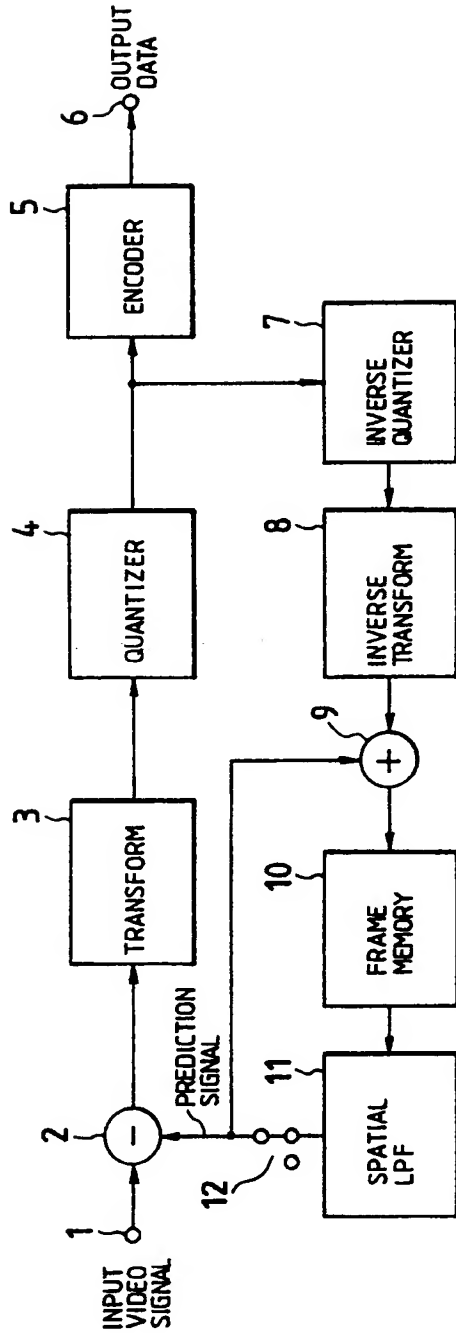 1
INPUT
VIDEO
SIGNAL
2
PREDICTION
SIGNAL
3
TRANSFORM
4
QUANTIZER
5
ENCODER
6
OUTPUT
DATA
7
INVERSE
QUANTIZER
8
INVERSE
TRANSFORM
9
+
10
FRAME
MEMORY
11
SPATIAL
LPF
12